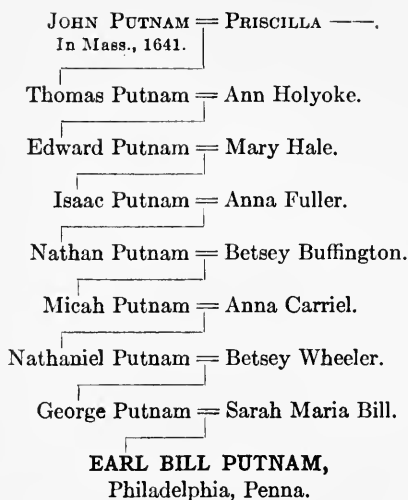 JOHN PUTNAM = PRISCILLA ——.
In Mass., 1641.
Thomas Putnam = Ann Holyoke.
Edward Putnam = Mary Hale.
Isaac Putnam = Anna Fuller.
Nathan Putnam = Betsey Buffington.
Micah Putnam = Anna Carriel.
Nathaniel Putnam = Betsey Wheeler.
George Putnam = Sarah Maria Bill.
EARL BILL PUTNAM,
Philadelphia, Penna.